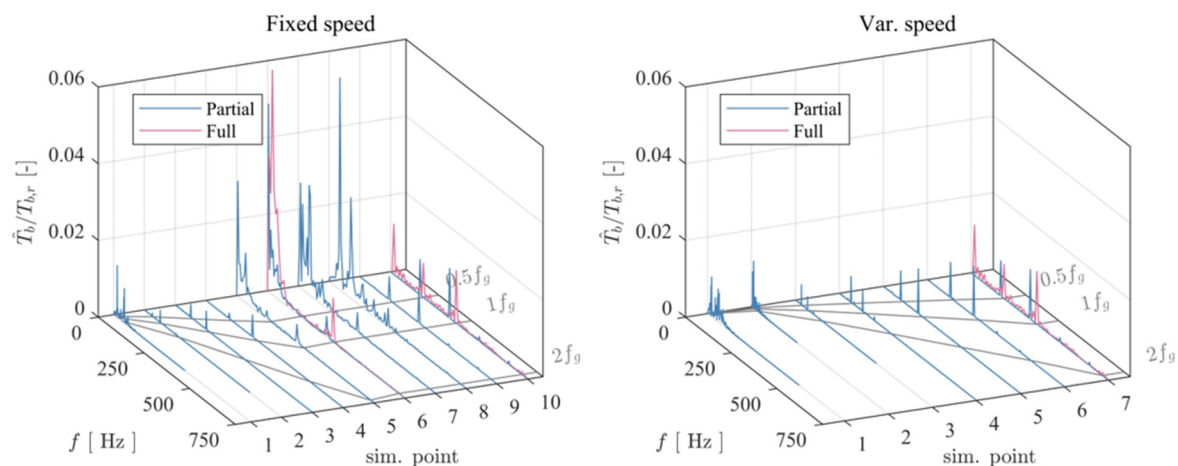 Fixed speed
0.06
0.04
0.02
0
T̂_b/T_{b,r} [-]
Partial
Full
0.5f_g
1f_g
2f_g
0
250
500
750
f [ Hz ]
1 2 3 4 5 6 7 8 9 10
sim. point
Var. speed
0.06
0.04
0.02
0
T̂_b/T_{b,r} [-]
Partial
Full
0.5f_g
1f_g
2f_g
0
250
500
750
f [ Hz ]
1 2 3 4 5 6 7
sim. point